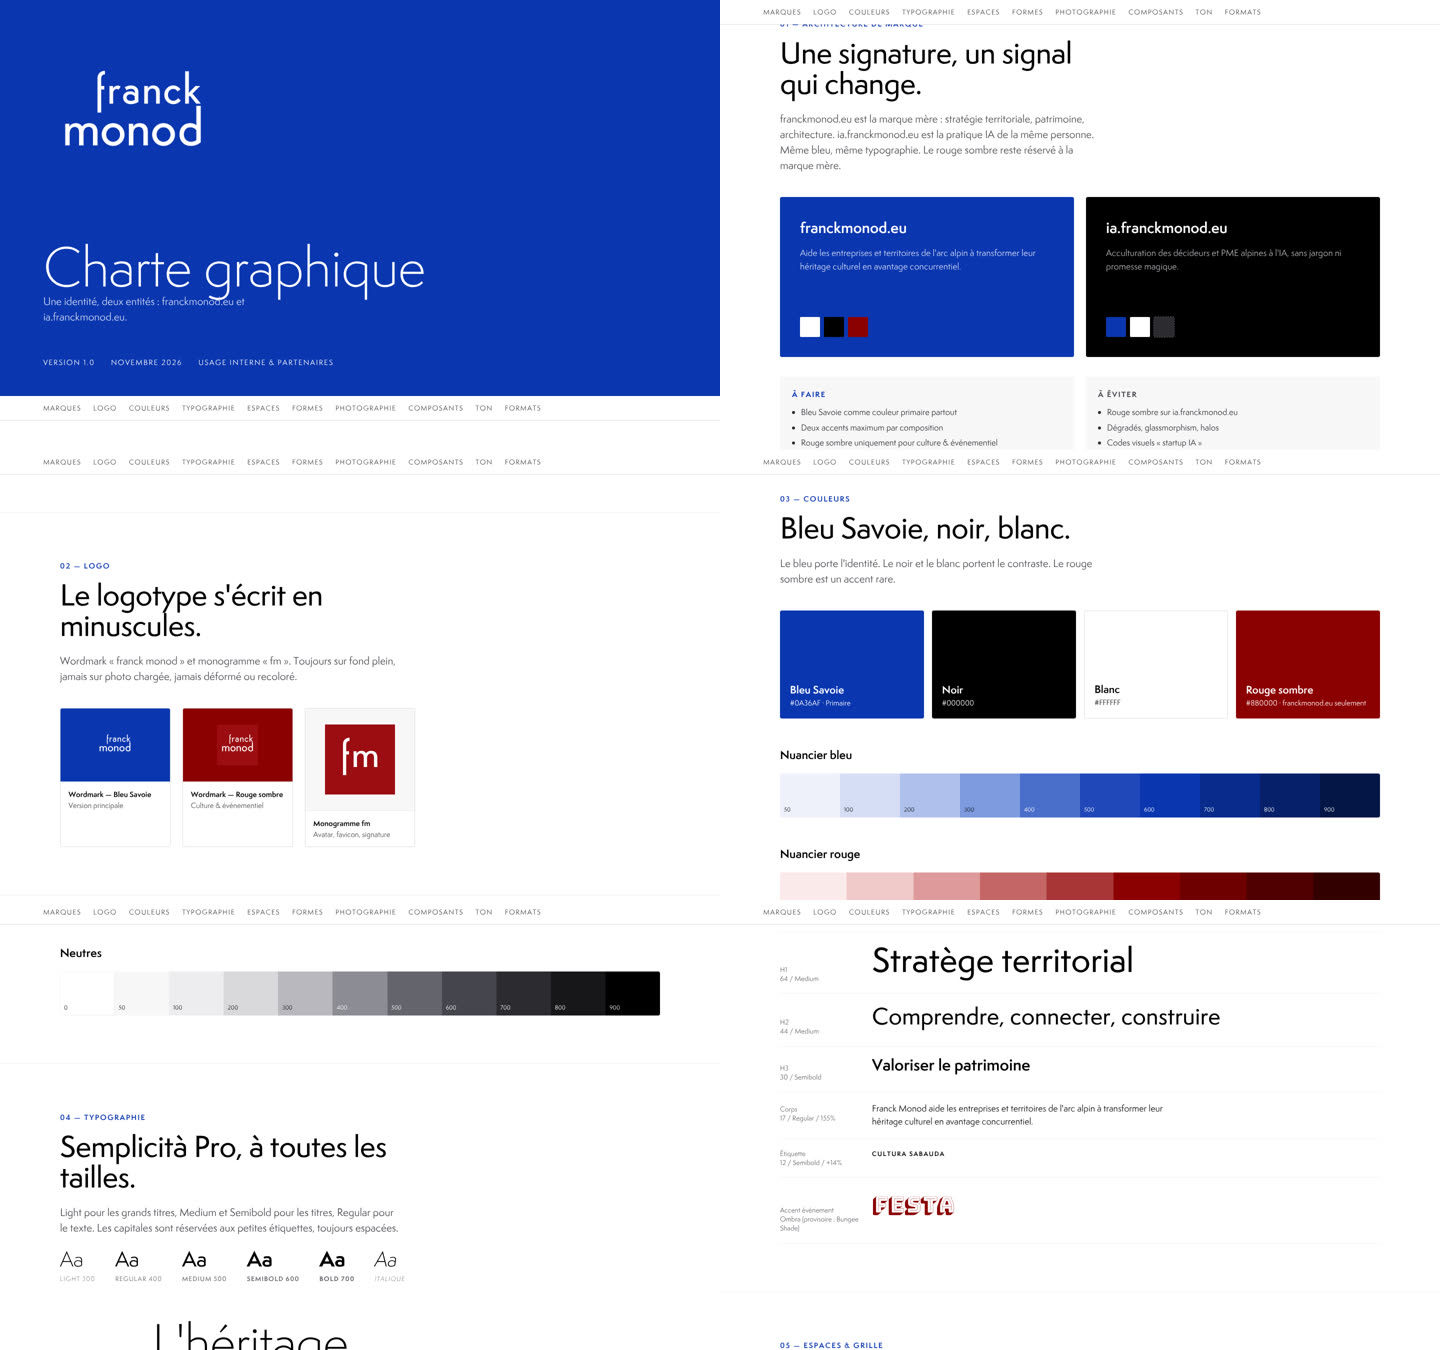 franck
monod
Charte graphique
Une identité, deux entités : franckmonod.eu et
ia.franckmonod.eu.
VERSION 1.0 NOVEMBRE 2026 USAGE INTERNE & PARTENAIRES
MARQUES LOGO COULEURS TYPOGRAPHIE ESPACES FORMES PHOTOGRAPHIE COMPOSANTS TON FORMATS
MARQUES LOGO COULEURS TYPOGRAPHIE ESPACES FORMES PHOTOGRAPHIE COMPOSANTS TON FORMATS
01 — ARCHITECTURE DE MARQUE
Une signature, un signal
qui change.
franckmonod.eu est la marque mère : stratégie territoriale, patrimoine,
architecture. ia.franckmonod.eu est la pratique IA de la même personne.
Même bleu, même typographie. Le rouge sombre reste réservé à la
marque mère.
franckmonod.eu
Aide les entreprises et territoires de l'arc alpin à transformer leur
héritage culturel en avantage concurrentiel.
ia.franckmonod.eu
Acculturation des décideurs et PME alpines à l'IA, sans jargon ni
promesse magique.
À FAIRE
Bleu Savoie comme couleur primaire partout
Deux accents maximum par composition
Rouge sombre uniquement pour culture & événementiel
À ÉVITER
Rouge sombre sur ia.franckmonod.eu
Dégradés, glassmorphism, halos
Codes visuels « startup IA »
MARQUES LOGO COULEURS TYPOGRAPHIE ESPACES FORMES PHOTOGRAPHIE COMPOSANTS TON FORMATS
02 — LOGO
Le logotype s'écrit en
minuscules.
Wordmark « franck monod » et monogramme « fm ». Toujours sur fond plein,
jamais sur photo chargée, jamais déformé ou recoloré.
franck
monod
Wordmark — Bleu Savoie
Version principale
franck
monod
Wordmark — Rouge sombre
Culture & événementiel
fm
Monogramme fm
Avatar, favicon, signature
MARQUES LOGO COULEURS TYPOGRAPHIE ESPACES FORMES PHOTOGRAPHIE COMPOSANTS TON FORMATS
03 — COULEURS
Bleu Savoie, noir, blanc.
Le bleu porte l'identité. Le noir et le blanc portent le contraste. Le rouge
sombre est un accent rare.
Bleu Savoie
#0A36AF · Primaire
Noir
#000000
Blanc
#FFFFFF
Rouge sombre
#8B0000 · franckmonod.eu seulement
Nuancier bleu
50 100 200 300 400 500 600 700 800 900
Nuancier rouge
MARQUES LOGO COULEURS TYPOGRAPHIE ESPACES FORMES PHOTOGRAPHIE COMPOSANTS TON FORMATS
Neutres
0 50 100 200 300 400 500 600 700 800 900
04 — TYPOGRAPHIE
Semplicità Pro, à toutes les
tailles.
Light pour les grands titres, Medium et Semibold pour les titres, Regular pour
le texte. Les capitales sont réservées aux petites étiquettes, toujours espacées.
Aa Aa Aa Aa Aa Aa
LIGHT 300 REGULAR 400 MEDIUM 500 SEMIBOLD 600 BOLD 700 ITALIQUE
L'héritage
MARQUES LOGO COULEURS TYPOGRAPHIE ESPACES FORMES PHOTOGRAPHIE COMPOSANTS TON FORMATS
H1
64 / Medium
Stratège territorial
H2
44 / Medium
Comprendre, connecter, construire
H3
30 / Semibold
Valoriser le patrimoine
Corps
17 / Regular / 155%
Franck Monod aide les entreprises et territoires de l'arc alpin à transformer leur
héritage culturel en avantage concurrentiel.
Étiquette
12 / Semibold / +14%
CULTURA SABAUDA
Accent événement
Ombra (provisoire : Bungee
Shade)
FESTA
05 — ESPACES & GRILLE